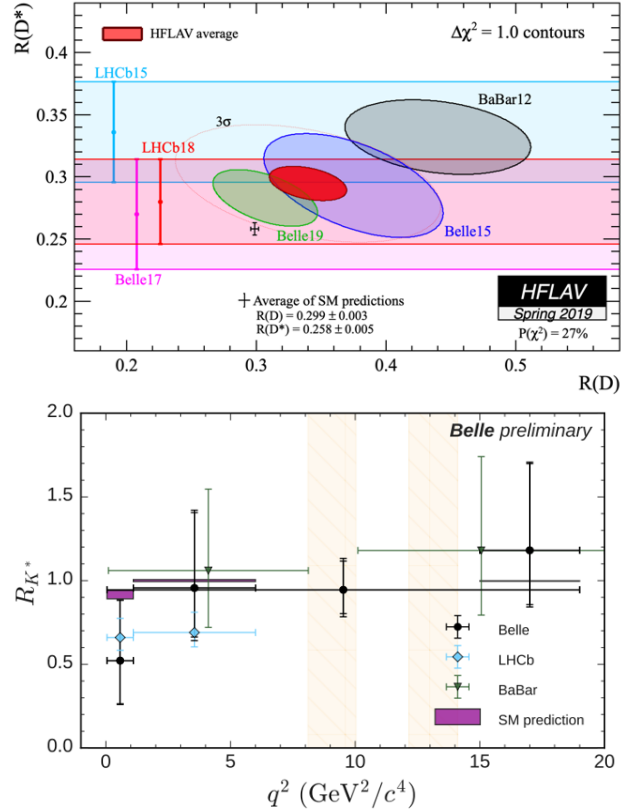 R(D*)
HFLAV average
Δχ² = 1.0 contours
LHCb15
BaBar12
3σ
LHCb18
Belle19
Belle15
Belle17
Average of SM predictions
R(D) = 0.299 ± 0.003
R(D*) = 0.258 ± 0.005
HFLAV
Spring 2019
P(χ²) = 27%
0.4
0.35
0.3
0.25
0.2
0.2 0.3 0.4 0.5
R(D)
Belle preliminary
2.0
1.5
1.0
0.5
0.0
R_{K*}
Belle
LHCb
BaBar
SM prediction
0 5 10 15 20
q² (GeV²/c⁴)